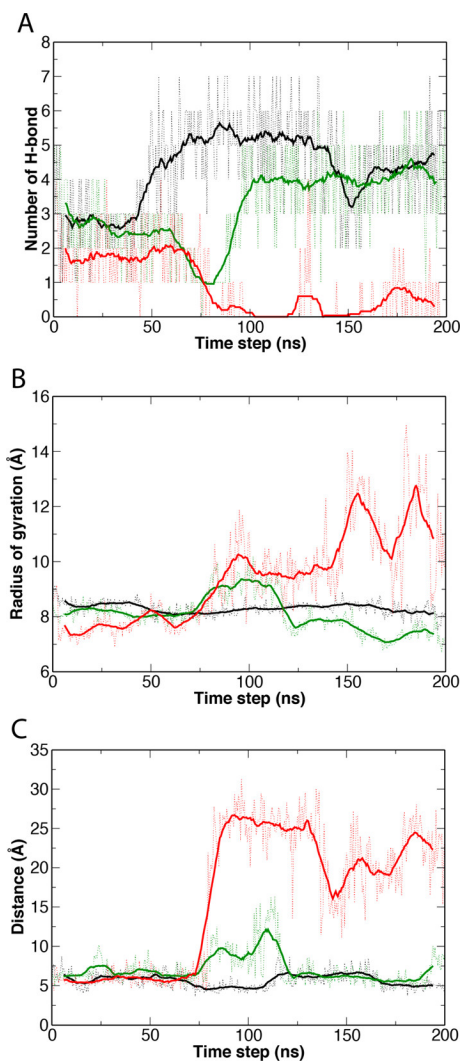 A
8
7
6
5
4
3
2
1
0
Number of H-bond
0 50 100 150 200
Time step (ns)
B
16
14
12
10
8
6
Radius of gyration (Å)
0 50 100 150 200
Time step (ns)
C
35
30
25
20
15
10
5
0
Distance (Å)
0 50 100 150 200
Time step (ns)